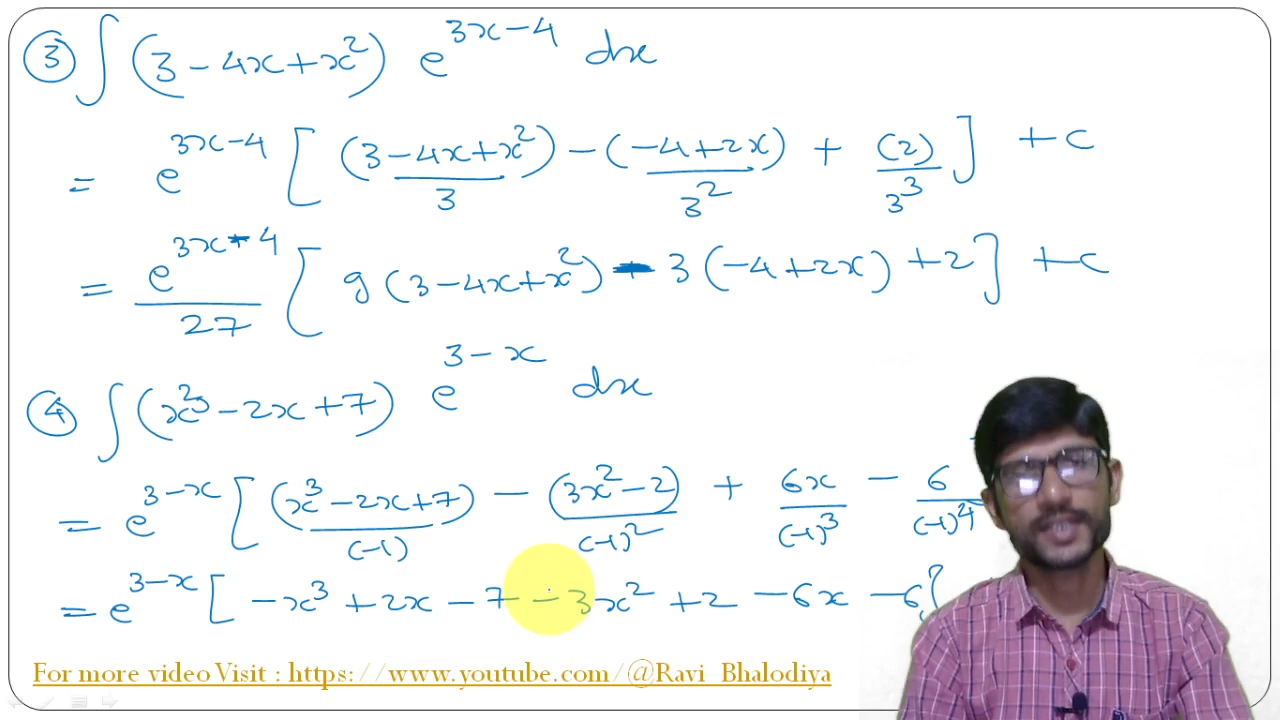 ③ ∫ (3 − 4x + x²) e^(3x−4) dx
= e^(3x−4) [ (3 − 4x + x²)/3 − (−4 + 2x)/3² + (2)/3³ ] + c
= e^(3x−4)/27 [ 9(3 − 4x + x²) − 3(−4 + 2x) + 2 ] + c
④ ∫ (x³ − 2x + 7) e^(3−x) dx
= e^(3−x) [ (x³ − 2x + 7)/(−1) − (3x² − 2)/(−1)² + 6x/(−1)³ − 6/(−1)⁴
= e^(3−x) [ −x³ + 2x − 7 − 3x² + 2 − 6x − 6 ]
For more video Visit : https://www.youtube.com/@Ravi_Bhalodiya